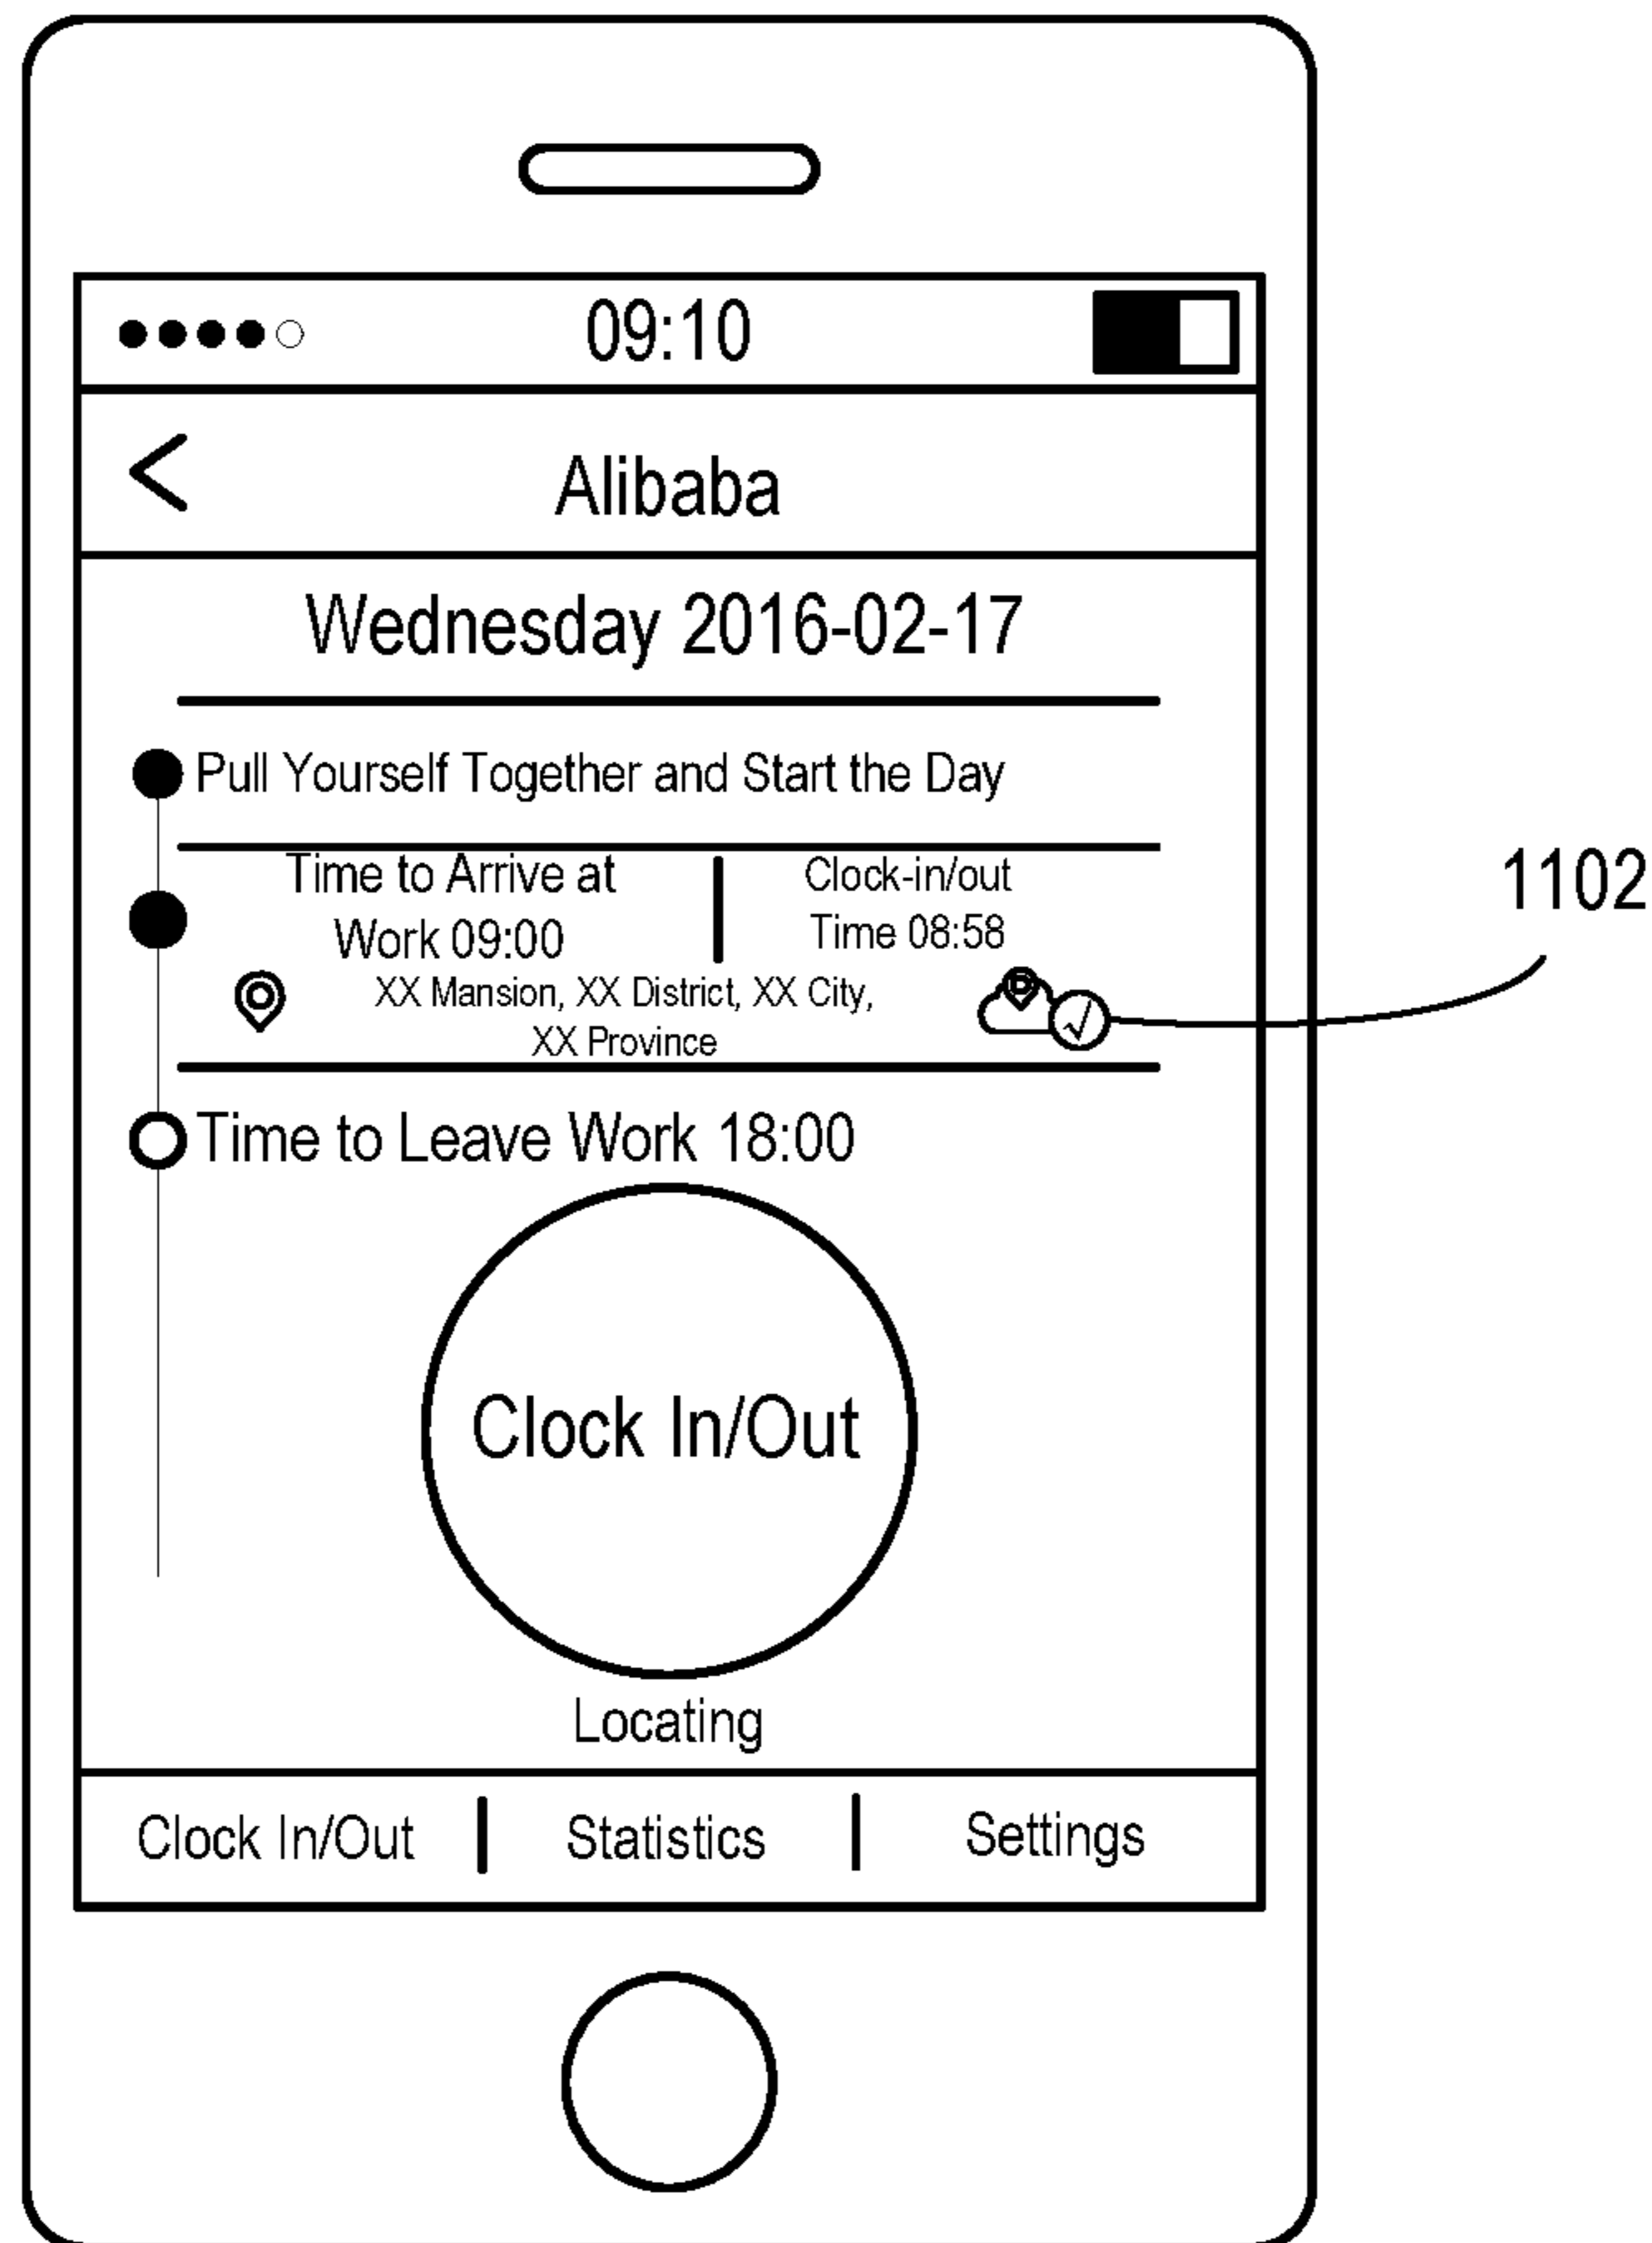 09:10
<
Alibaba
Wednesday 2016-02-17
Pull Yourself Together and Start the Day
Time to Arrive at
Work 09:00
Clock-in/out
Time 08:58
1102
XX Mansion, XX District, XX City,
XX Province
Time to Leave Work 18:00
Clock In/Out
Locating
Clock In/Out
Statistics
Settings